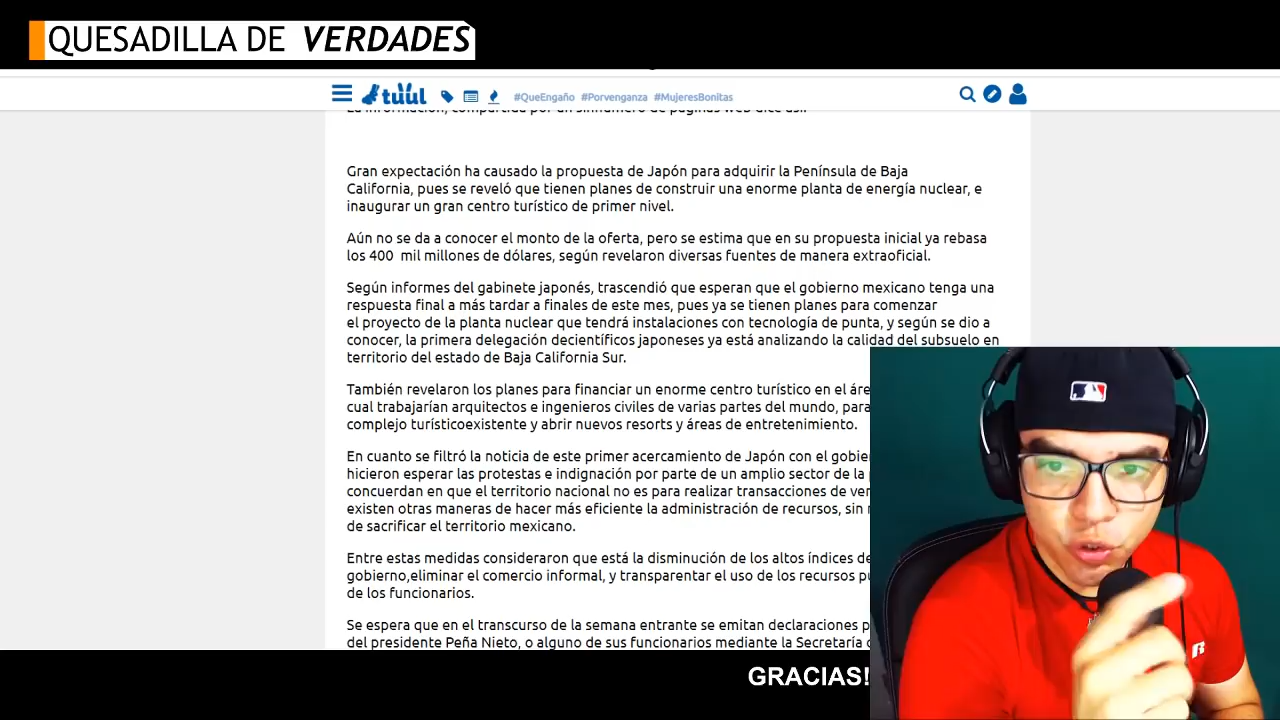 QUESADILLA DE VERDADES
tuul #QueEngaño #Porvenganza #MujeresBonitas
La información, compartida por un sinnúmero de páginas web dice así:
Gran expectación ha causado la propuesta de Japón para adquirir la Península de Baja
California, pues se reveló que tienen planes de construir una enorme planta de energía nuclear, e
inaugurar un gran centro turístico de primer nivel.
Aún no se da a conocer el monto de la oferta, pero se estima que en su propuesta inicial ya rebasa
los 400 mil millones de dólares, según revelaron diversas fuentes de manera extraoficial.
Según informes del gabinete japonés, trascendió que esperan que el gobierno mexicano tenga una
respuesta final a más tardar a finales de este mes, pues ya se tienen planes para comenzar
el proyecto de la planta nuclear que tendrá instalaciones con tecnología de punta, y según se dio a
conocer, la primera delegación decientíficos japoneses ya está analizando la calidad del subsuelo en
territorio del estado de Baja California Sur.
También revelaron los planes para financiar un enorme centro turístico en el áre
cual trabajarían arquitectos e ingenieros civiles de varias partes del mundo, para
complejo turísticoexistente y abrir nuevos resorts y áreas de entretenimiento.
En cuanto se filtró la noticia de este primer acercamiento de Japón con el gobie
hicieron esperar las protestas e indignación por parte de un amplio sector de la
concuerdan en que el territorio nacional no es para realizar transacciones de ven
existen otras maneras de hacer más eficiente la administración de recursos, sin
de sacrificar el territorio mexicano.
Entre estas medidas consideraron que está la disminución de los altos índices de
gobierno,eliminar el comercio informal, y transparentar el uso de los recursos pú
de los funcionarios.
Se espera que en el transcurso de la semana entrante se emitan declaraciones p
del presidente Peña Nieto, o alguno de sus funcionarios mediante la Secretaría
GRACIAS!